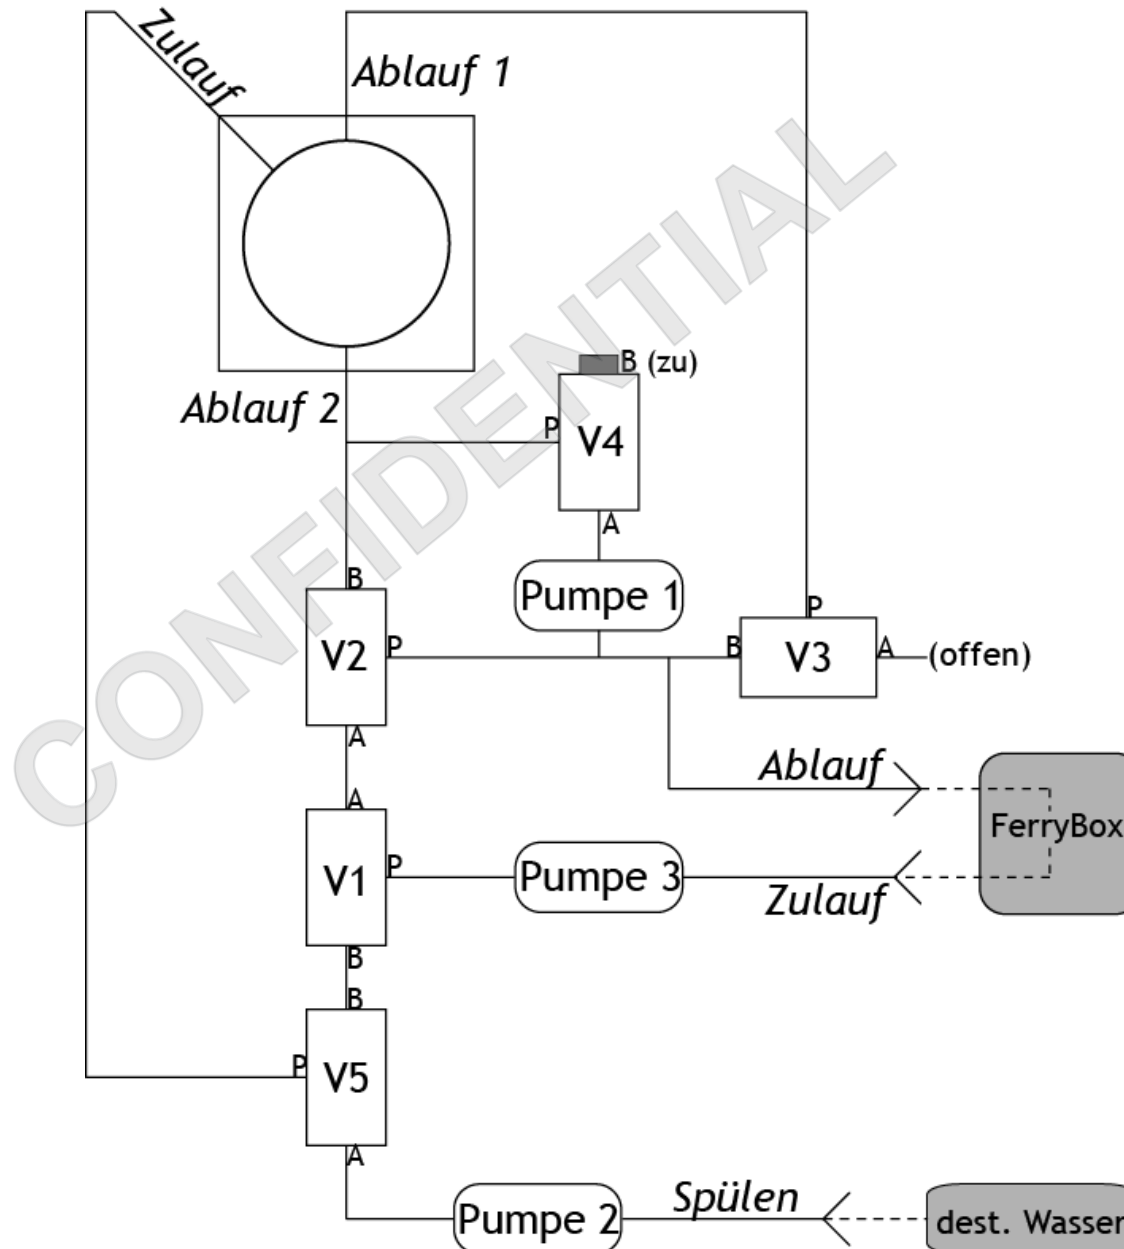 Zulauf
Ablauf 1
B (zu)
Ablauf 2
P
V4
A
Pumpe 1
B
P
V2
P
B
V3
A
(offen)
A
Ablauf
A
FerryBox
V1
P
Pumpe 3
Zulauf
B
B
P
V5
A
Spülen
Pumpe 2
dest. Wasser
CONFIDENTIAL